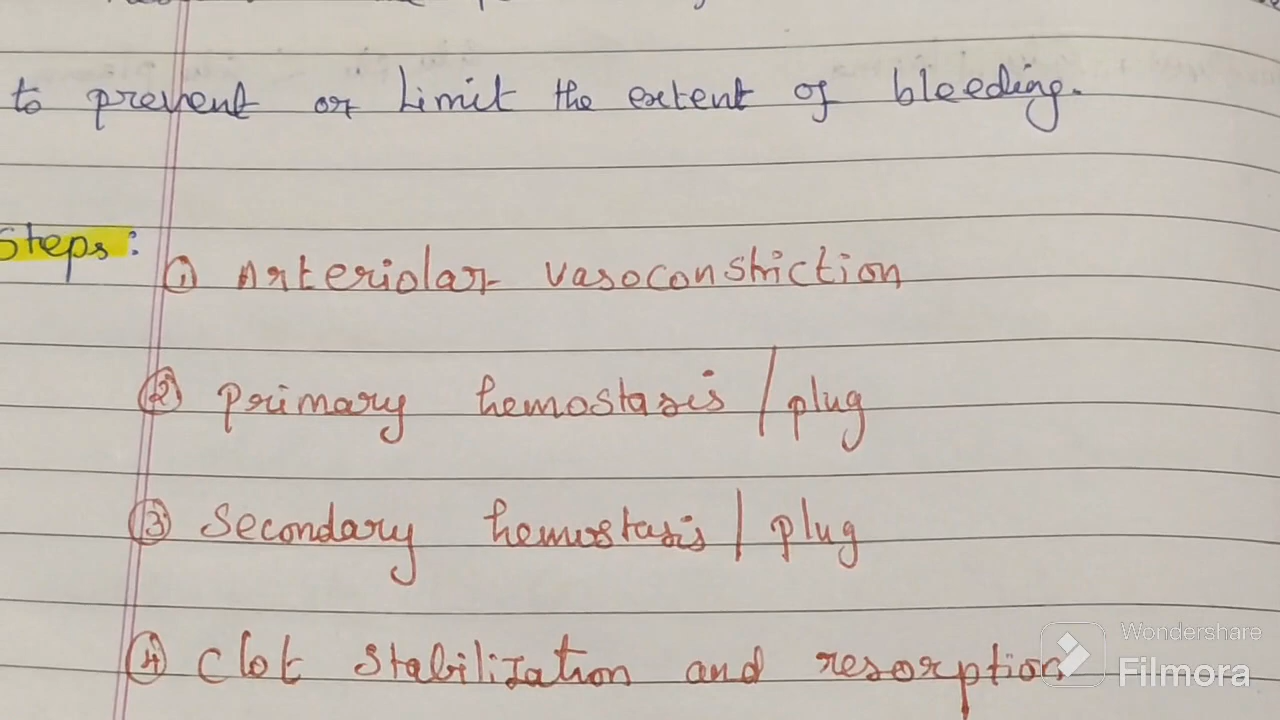 to prevent or limit the extent of bleeding.
Steps:
① Arteriolar vasoconstriction
② primary hemostasis / plug
③ Secondary hemostasis / plug
④ Clot stabilization and resorption
Wondershare
Filmora